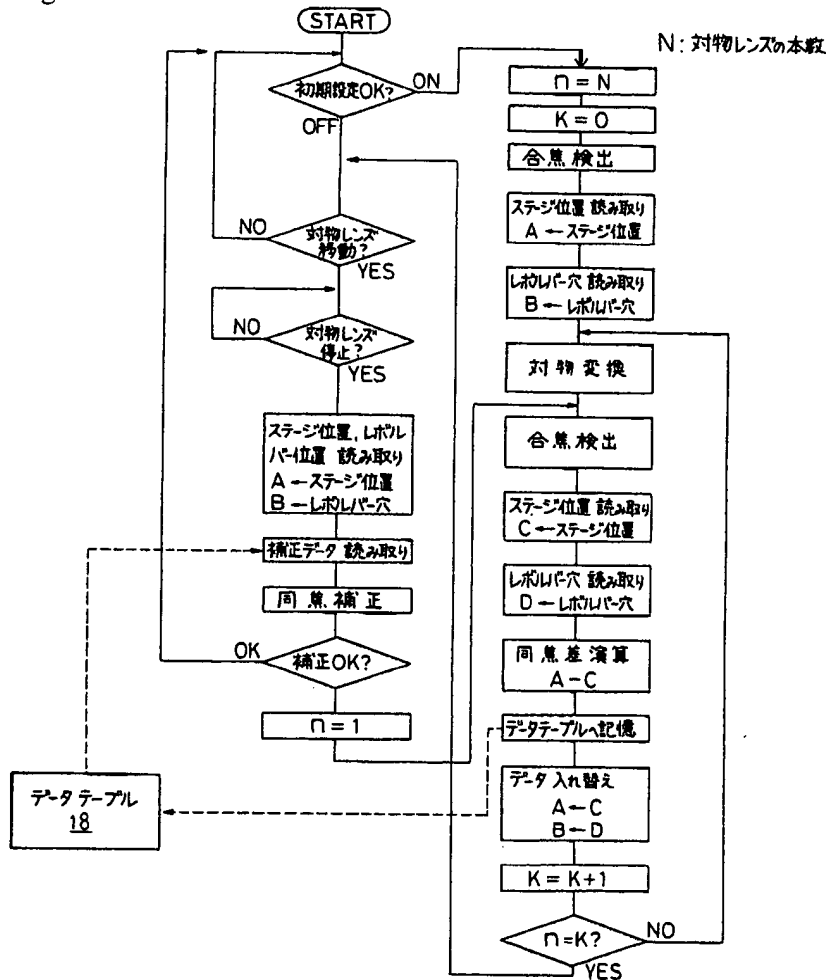 START
N:対物レンズの本数
初期設定OK?
ON
OFF
対物レンズ
移動?
NO
YES
対物レンズ
停止?
NO
YES
ステージ位置,レボル
バー位置 読み取り
A←ステージ位置
B←レボルバー穴
補正データ 読み取り
同焦補正
補正OK?
OK
n=1
データテーブル
18
n=N
K=0
合焦検出
ステージ位置 読み取り
A←ステージ位置
レボルバー穴 読み取り
B←レボルバー穴
対物変換
合焦検出
ステージ位置 読み取り
C←ステージ位置
レボルバー穴 読み取り
D←レボルバー穴
同焦差演算
A-C
データテーブルへ記憶
データ入れ替え
A←C
B←D
K=K+1
n=K?
NO
YES